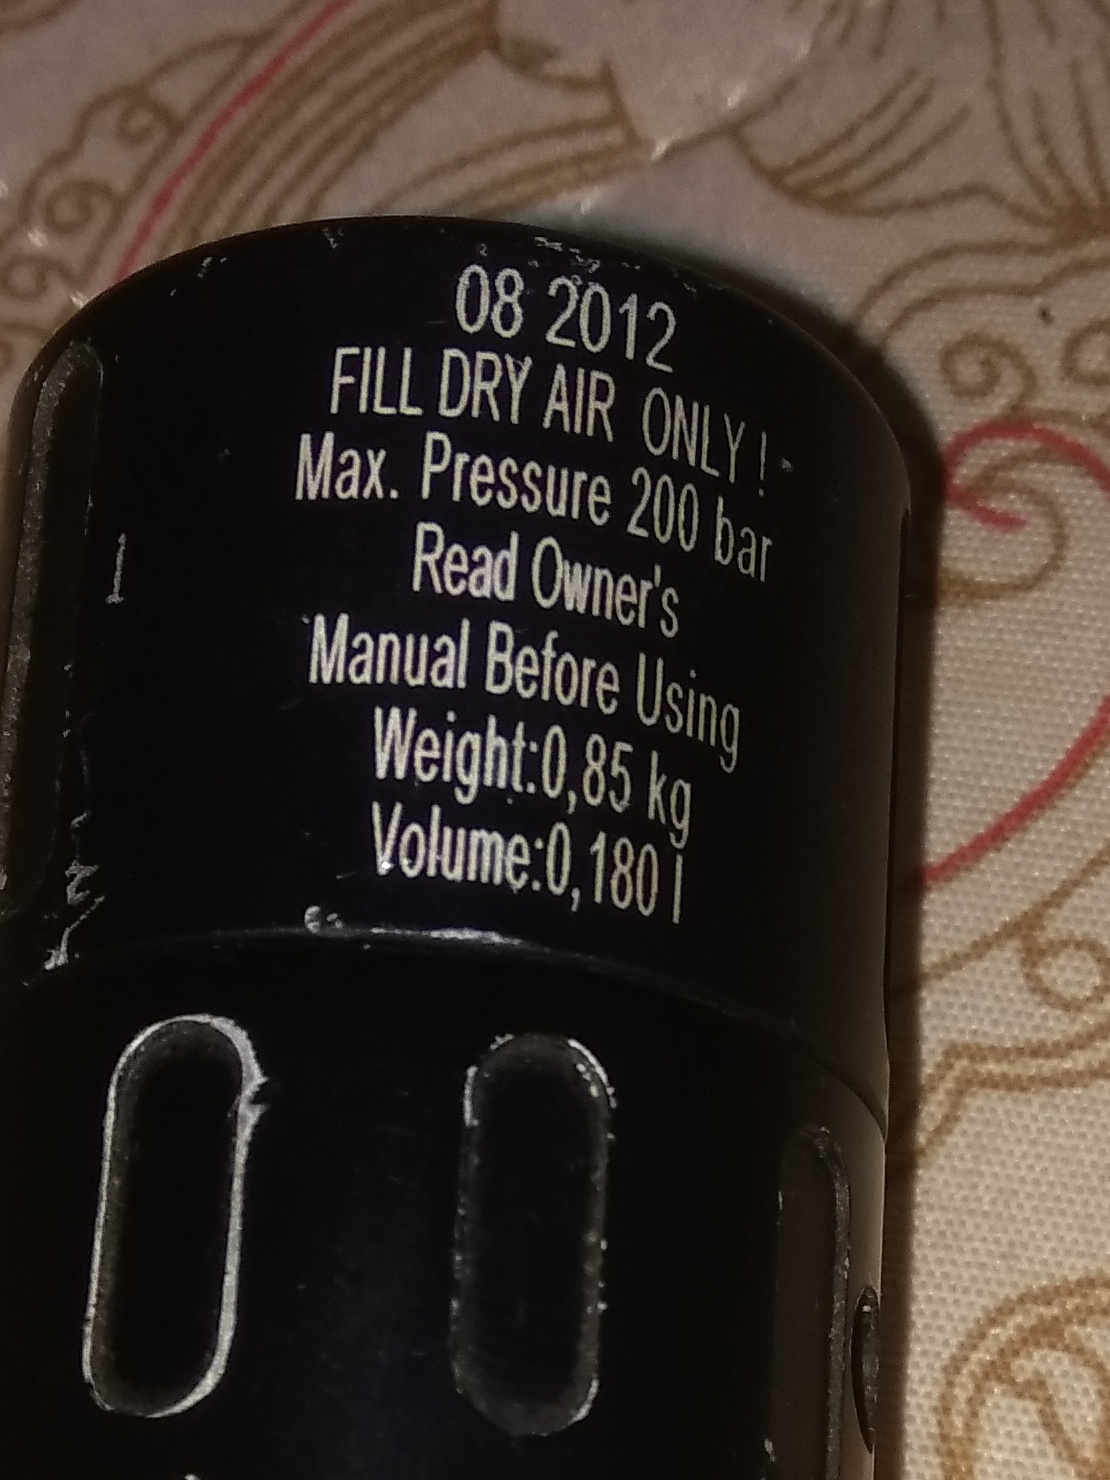 08 2012
FILL DRY AIR ONLY !
Max. Pressure 200 bar
Read Owner's
Manual Before Using
Weight:0,85 kg
Volume:0,180 l